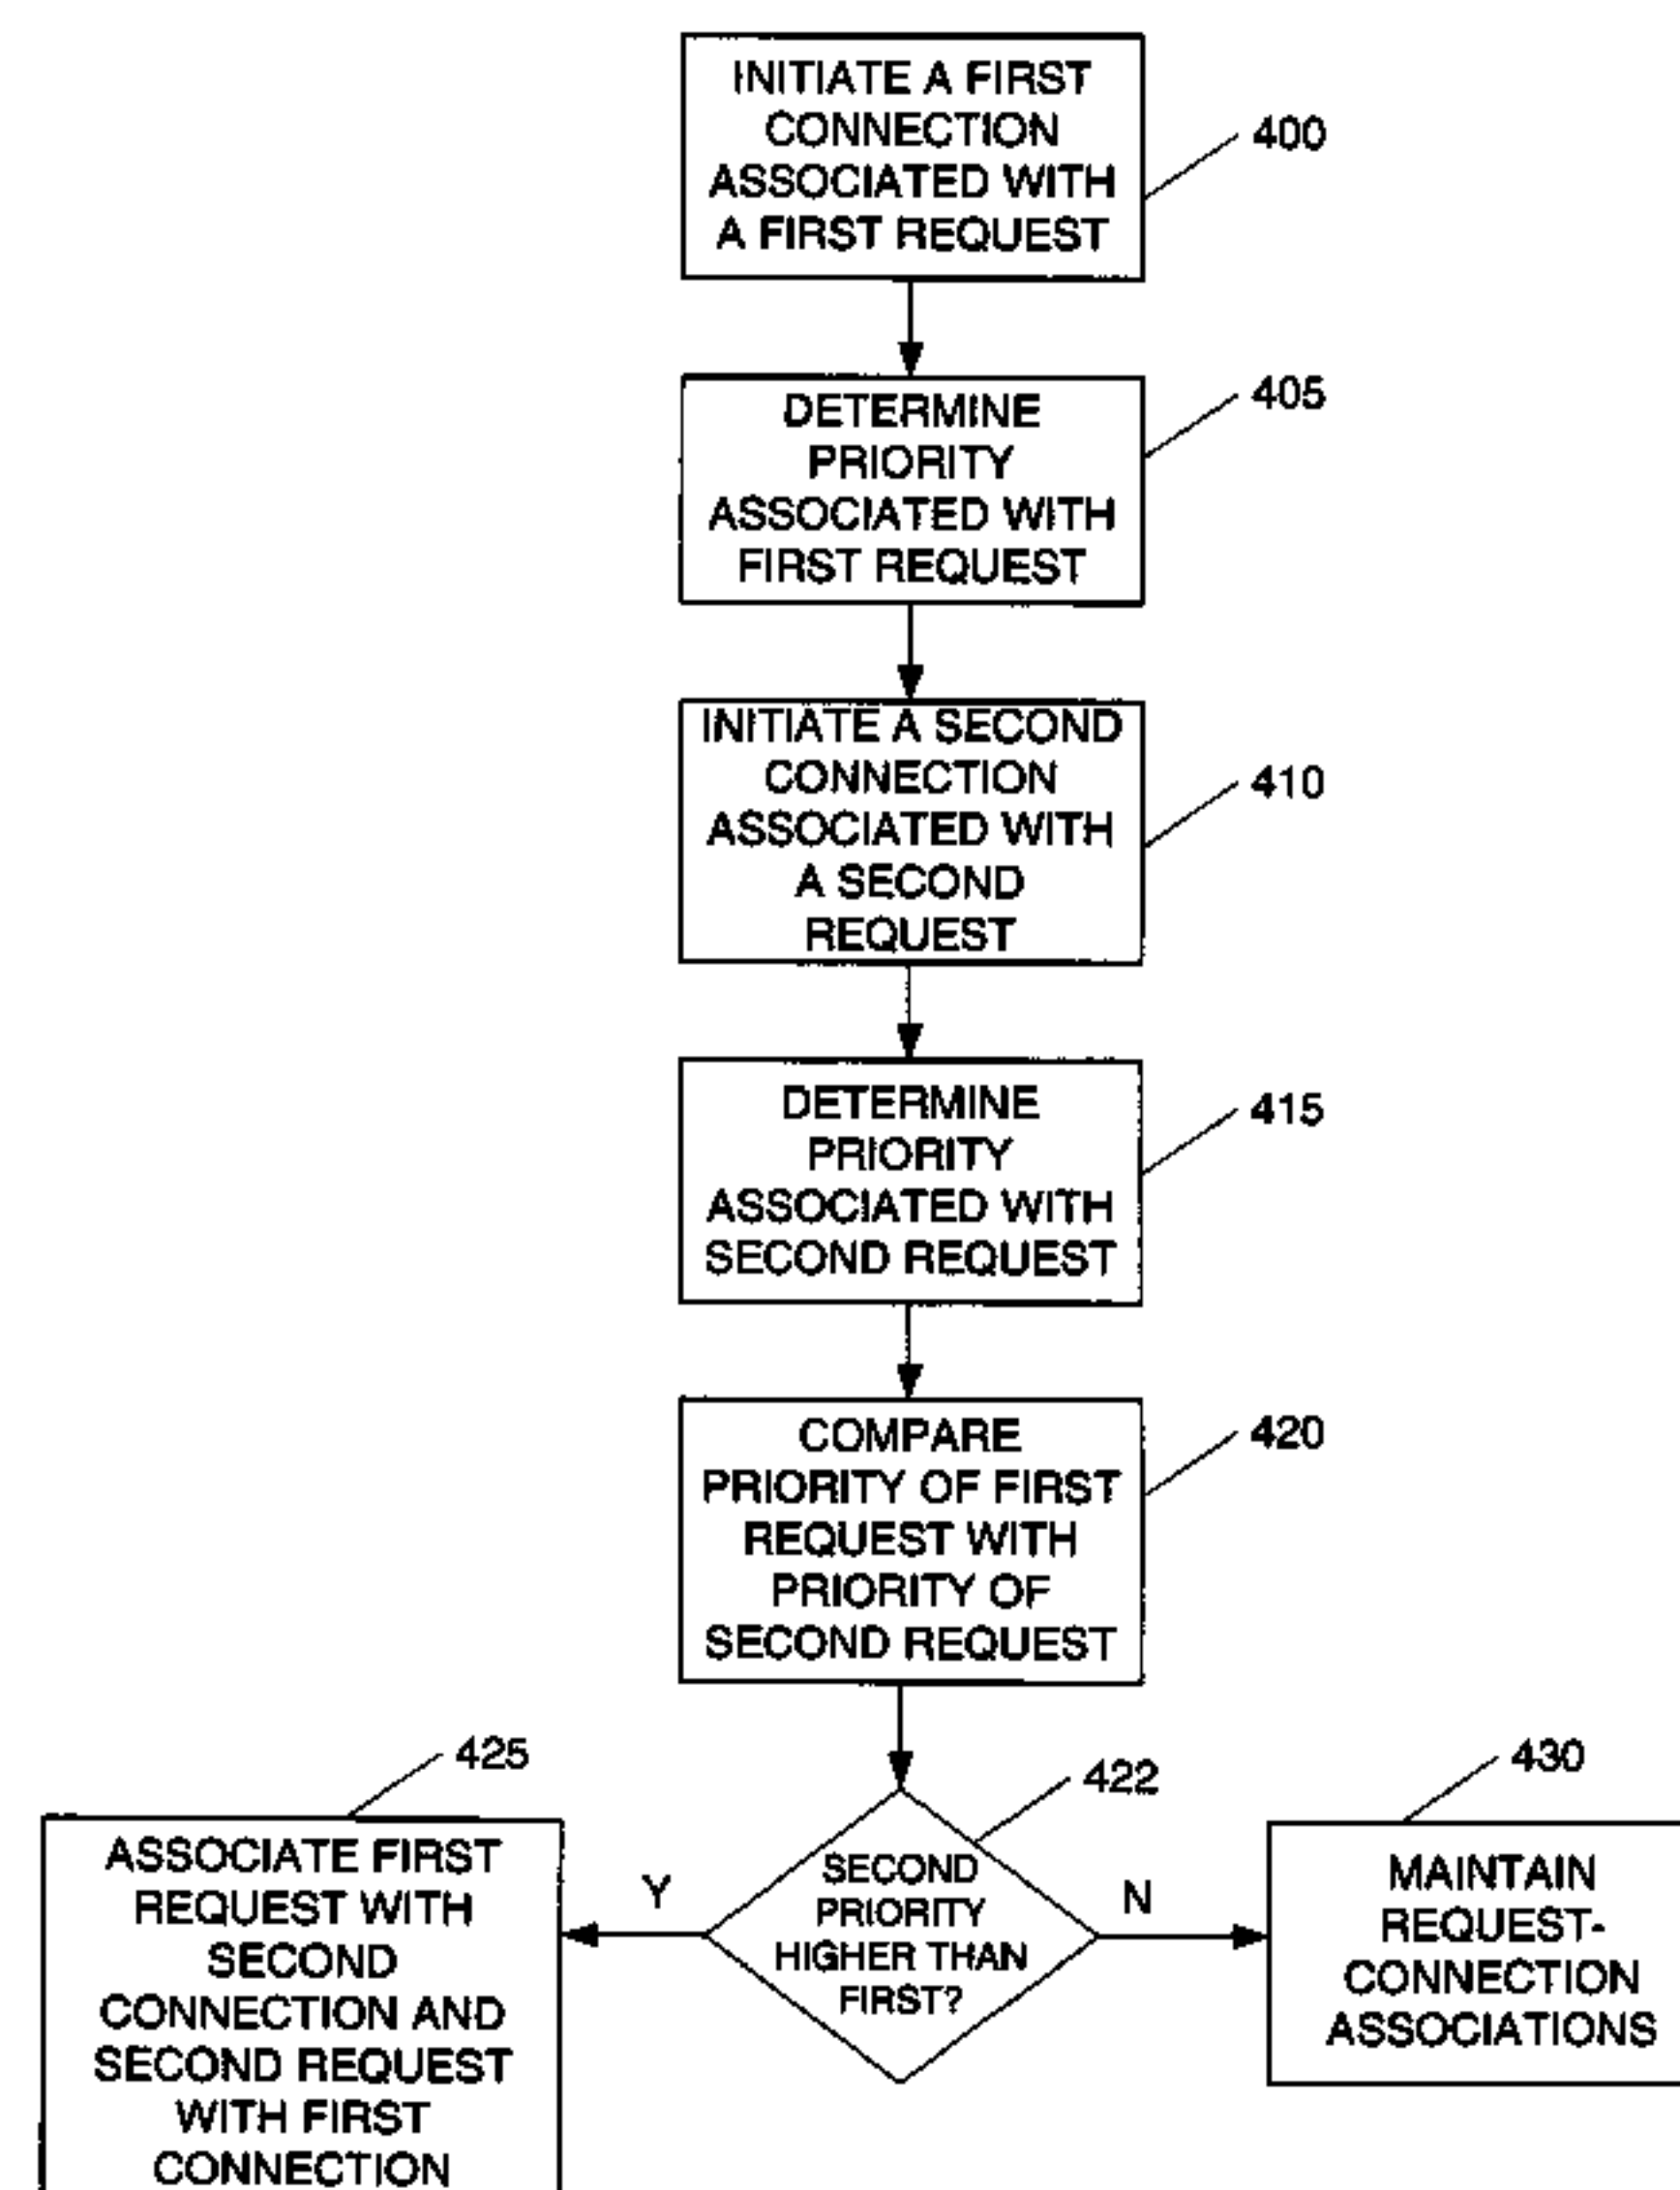 INITIATE A FIRST
CONNECTION
ASSOCIATED WITH
A FIRST REQUEST
400
DETERMINE
PRIORITY
ASSOCIATED WITH
FIRST REQUEST
405
INITIATE A SECOND
CONNECTION
ASSOCIATED WITH
A SECOND
REQUEST
410
DETERMINE
PRIORITY
ASSOCIATED WITH
SECOND REQUEST
415
COMPARE
PRIORITY OF FIRST
REQUEST WITH
PRIORITY OF
SECOND REQUEST
420
425
ASSOCIATE FIRST
REQUEST WITH
SECOND
CONNECTION AND
SECOND REQUEST
WITH FIRST
CONNECTION
Y
422
SECOND
PRIORITY
HIGHER THAN
FIRST?
N
430
MAINTAIN
REQUEST-
CONNECTION
ASSOCIATIONS